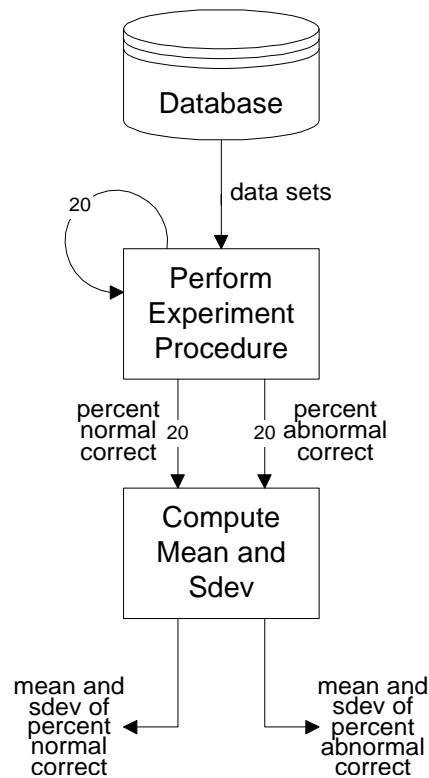 Database
data sets
20
Perform
Experiment
Procedure
percent
normal
correct
20
20
percent
abnormal
correct
Compute
Mean and
Sdev
mean and
sdev of
percent
normal
correct
mean and
sdev of
percent
abnormal
correct